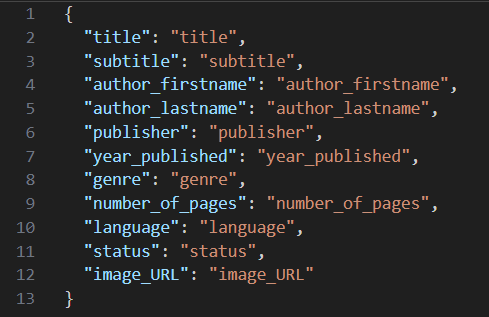 1 {
2 "title": "title",
3 "subtitle": "subtitle",
4 "author_firstname": "author_firstname",
5 "author_lastname": "author_lastname",
6 "publisher": "publisher",
7 "year_published": "year_published",
8 "genre": "genre",
9 "number_of_pages": "number_of_pages",
10 "language": "language",
11 "status": "status",
12 "image_URL": "image_URL"
13 }